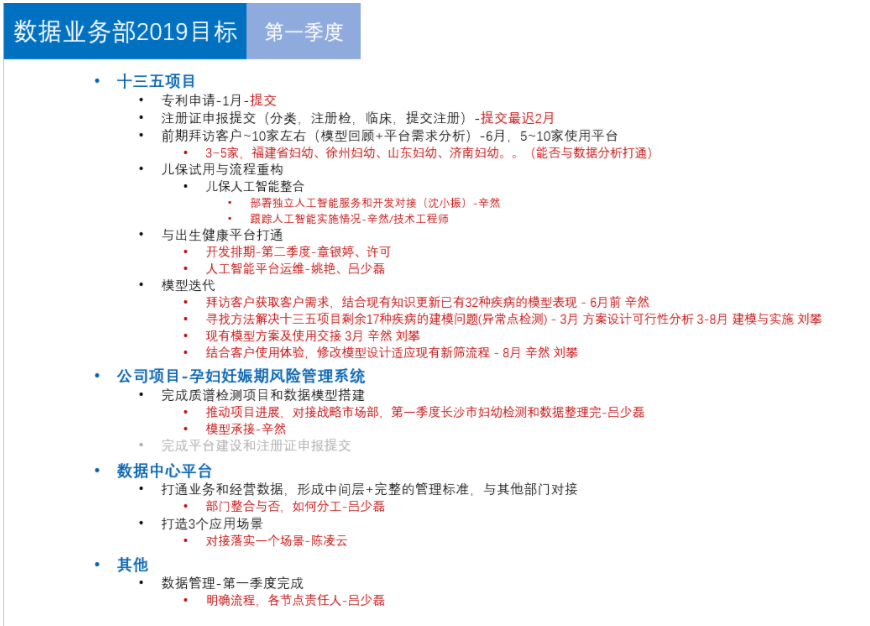 数据业务部2019目标
第一季度
• 十三五项目
• 专利申请-1月-提交
• 注册证申报提交（分类，注册检，临床，提交注册）-提交最迟2月
• 前期拜访客户~10家左右（模型回顾+平台需求分析）-6月，5~10家使用平台
• 3-5家，福建省妇幼、徐州妇幼、山东妇幼、济南妇幼。。（能否与数据分析打通）
• 儿保试用与流程重构
• 儿保人工智能整合
• 部署独立人工智能服务和开发对接（沈小振）-辛然
• 跟踪人工智能实施情况-辛然/技术工程师
• 与出生健康平台打通
• 开发排期-第二季度-章银婷、许可
• 人工智能平台运维-姚艳、吕少磊
• 模型迭代
• 拜访客户获取客户需求，结合现有知识更新已有32种疾病的模型表现 - 6月前 辛然
• 寻找方法解决十三五项目剩余17种疾病的建模问题(异常点检测) - 3月 方案设计可行性分析 3-8月 建模与实施 刘攀
• 现有模型方案及使用交接 3月 辛然 刘攀
• 结合客户使用体验，修改模型设计适应现有新筛流程 - 8月 辛然 刘攀
• 公司项目-孕妇妊娠期风险管理系统
• 完成质谱检测项目和数据模型搭建
• 推动项目进展，对接战略市场部，第一季度长沙市妇幼检测和数据整理完-吕少磊
• 模型承接-辛然
• 完成平台建设和注册证申报提交
• 数据中心平台
• 打通业务和经营数据，形成中间层+完整的管理标准，与其他部门对接
• 部门整合与否，如何分工-吕少磊
• 打造3个应用场景
• 对接落实一个场景-陈凌云
• 其他
• 数据管理-第一季度完成
• 明确流程，各节点责任人-吕少磊